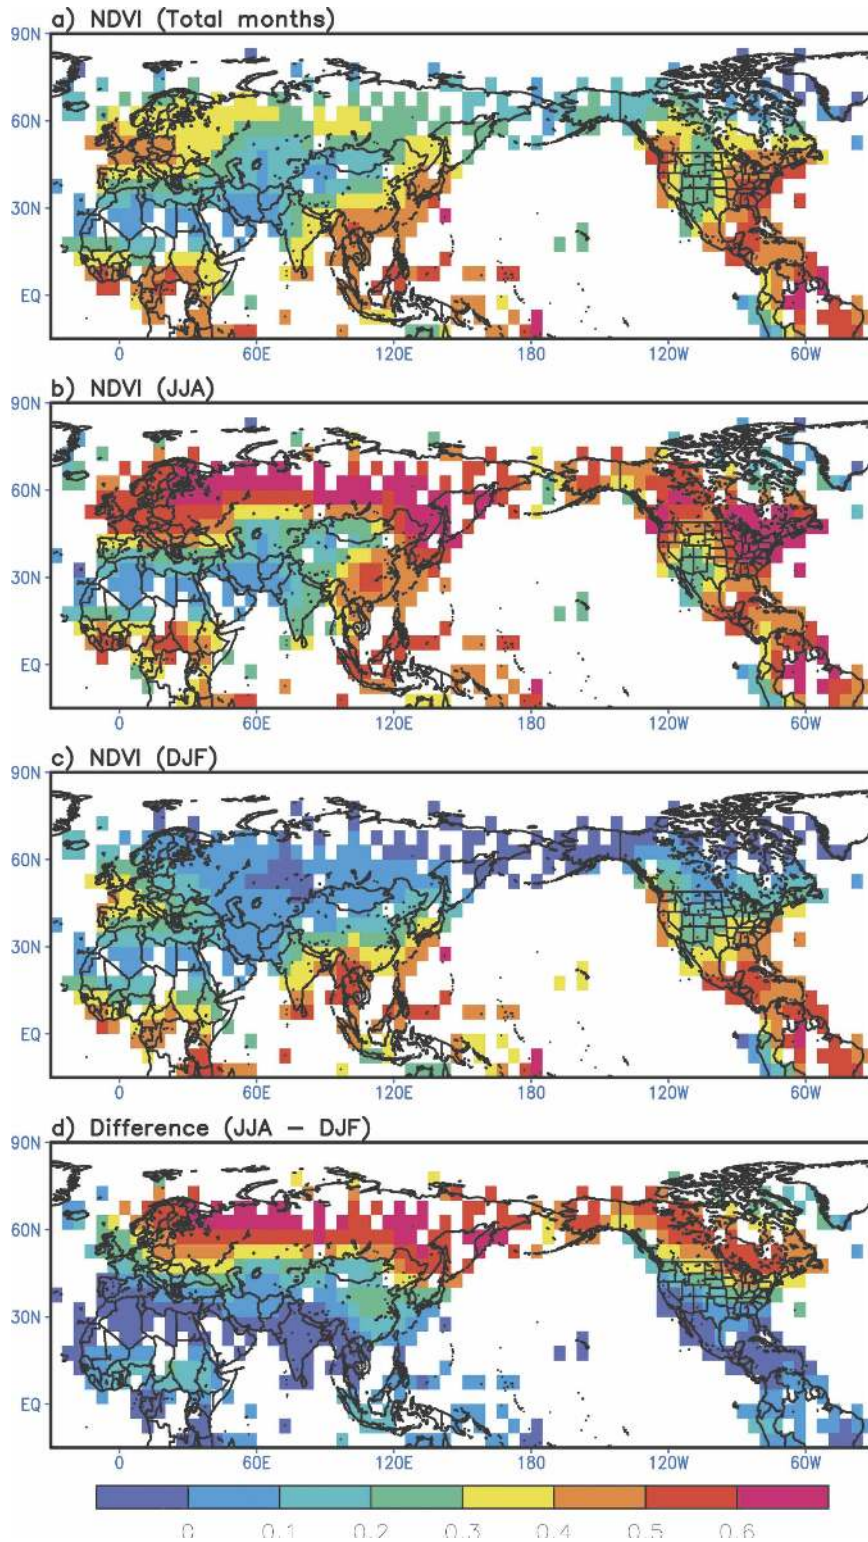 a) NDVI (Total months)
90N
60N
30N
EQ
0 60E 120E 180 120W 60W
b) NDVI (JJA)
90N
60N
30N
EQ
0 60E 120E 180 120W 60W
c) NDVI (DJF)
90N
60N
30N
EQ
0 60E 120E 180 120W 60W
d) Difference (JJA – DJF)
90N
60N
30N
EQ
0 60E 120E 180 120W 60W
0 0.1 0.2 0.3 0.4 0.5 0.6